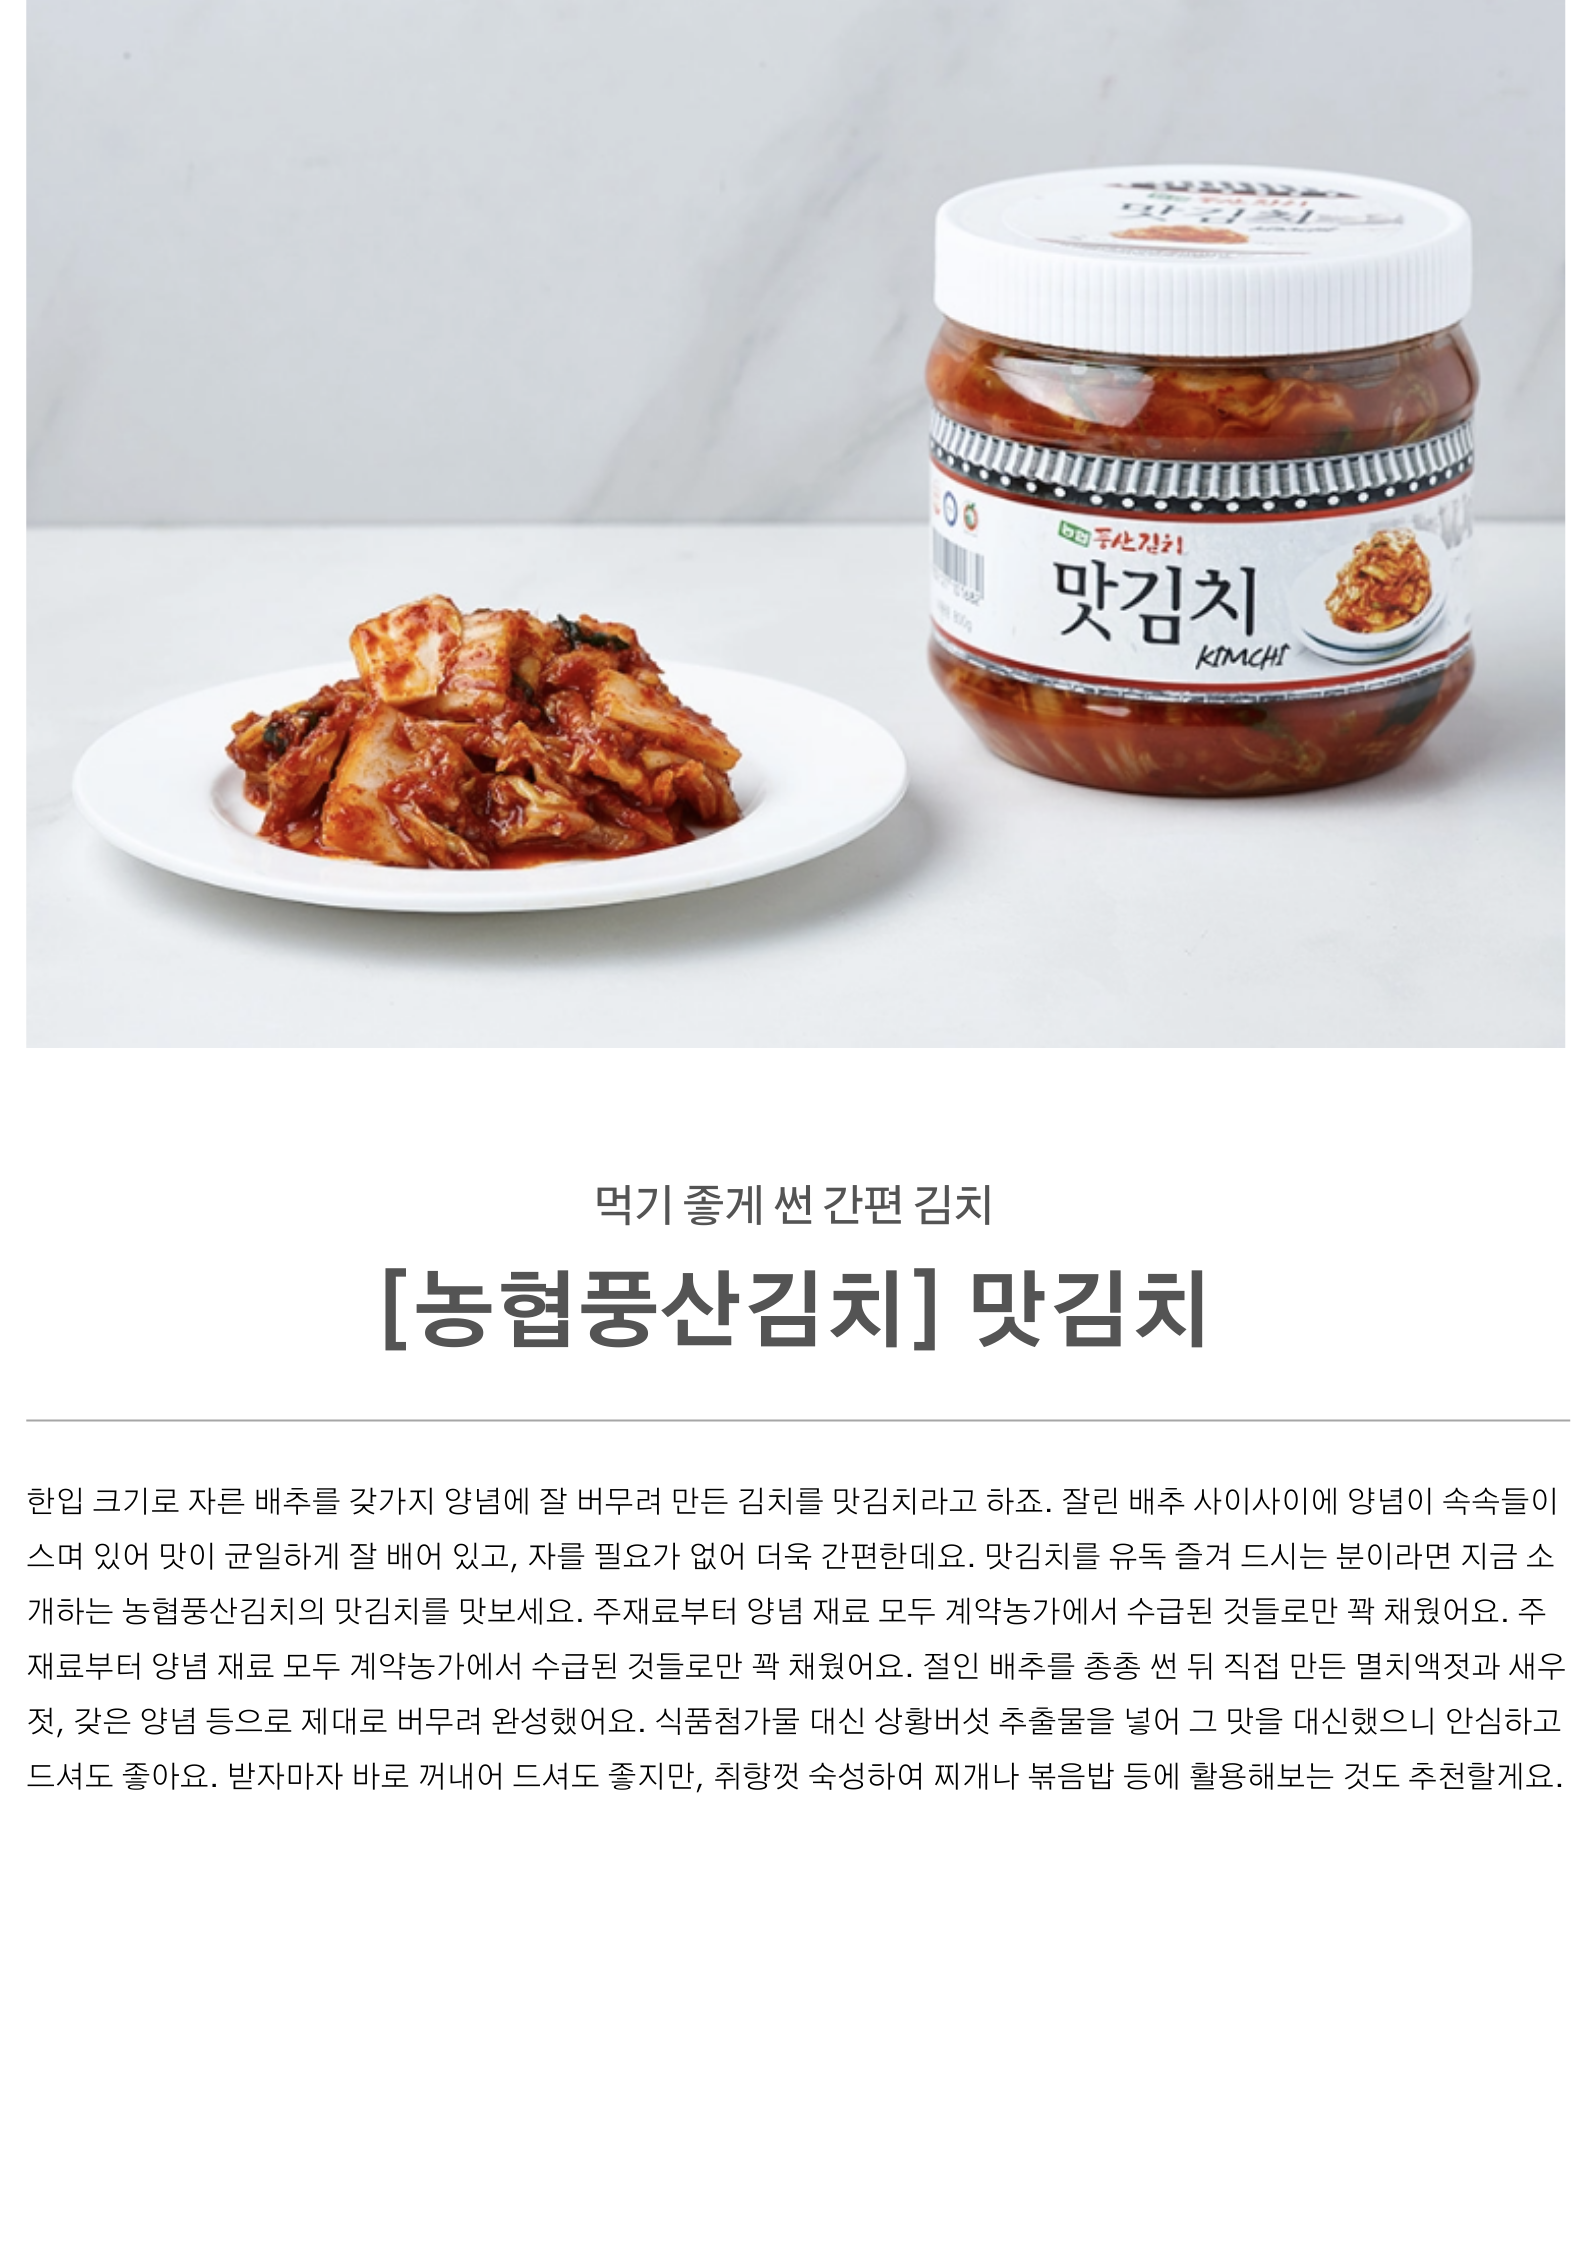 맛김치
농협 풍산김치
맛김치
KIMCHI
먹기 좋게 썬 간편 김치
[농협풍산김치] 맛김치
한입 크기로 자른 배추를 갖가지 양념에 잘 버무려 만든 김치를 맛김치라고 하죠. 잘린 배추 사이사이에 양념이 속속들이
스며 있어 맛이 균일하게 잘 배어 있고, 자를 필요가 없어 더욱 간편한데요. 맛김치를 유독 즐겨 드시는 분이라면 지금 소
개하는 농협풍산김치의 맛김치를 맛보세요. 주재료부터 양념 재료 모두 계약농가에서 수급된 것들로만 꽉 채웠어요. 주
재료부터 양념 재료 모두 계약농가에서 수급된 것들로만 꽉 채웠어요. 절인 배추를 총총 썬 뒤 직접 만든 멸치액젓과 새우
젓, 갖은 양념 등으로 제대로 버무려 완성했어요. 식품첨가물 대신 상황버섯 추출물을 넣어 그 맛을 대신했으니 안심하고
드셔도 좋아요. 받자마자 바로 꺼내어 드셔도 좋지만, 취향껏 숙성하여 찌개나 볶음밥 등에 활용해보는 것도 추천할게요.